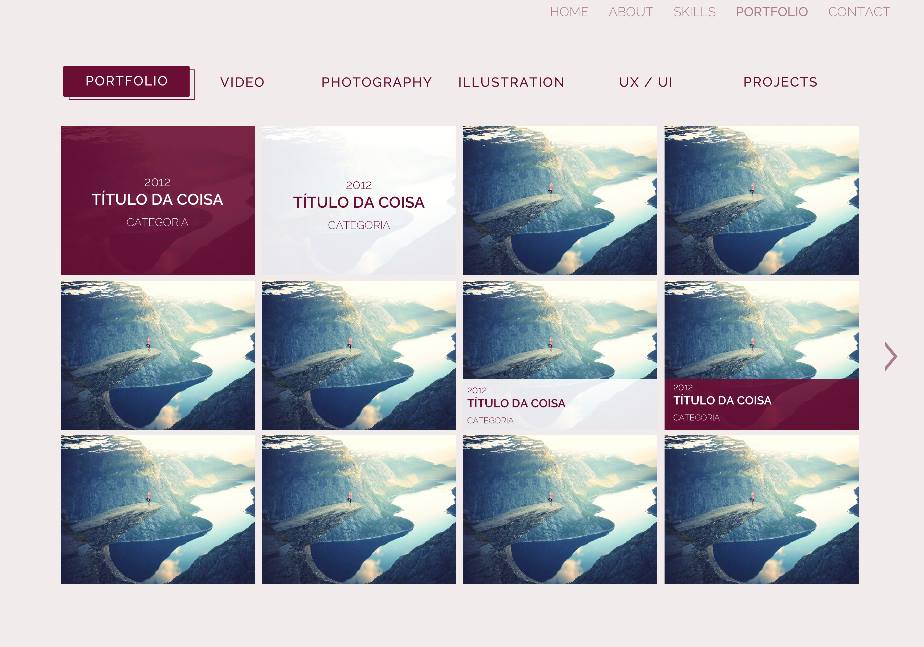 HOME ABOUT SKILLS PORTFOLIO CONTACT
PORTFOLIO VIDEO PHOTOGRAPHY ILLUSTRATION UX / UI PROJECTS
2012
TÍTULO DA COISA
CATEGORIA
2012
TÍTULO DA COISA
CATEGORIA
2012
TÍTULO DA COISA
CATEGORIA
2012
TÍTULO DA COISA
CATEGORIA